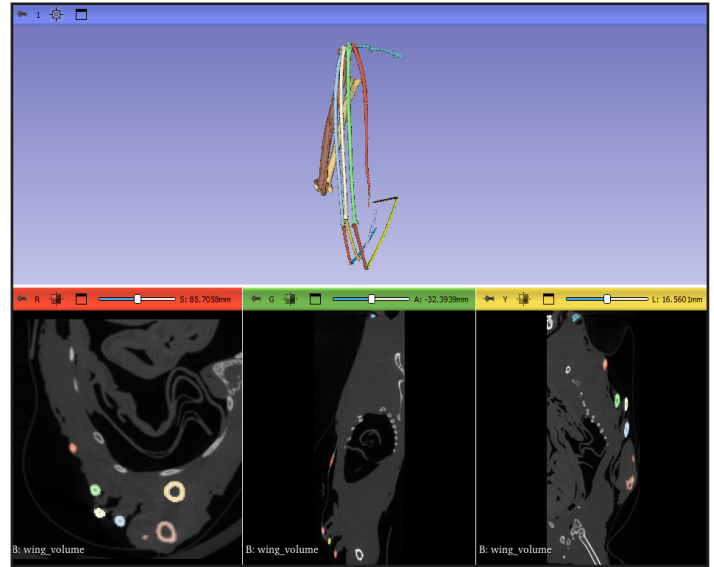 1
R S: 85.7058mm
G A: -32.3939mm
Y L: 16.5601mm
B: wing_volume
B: wing_volume
B: wing_volume